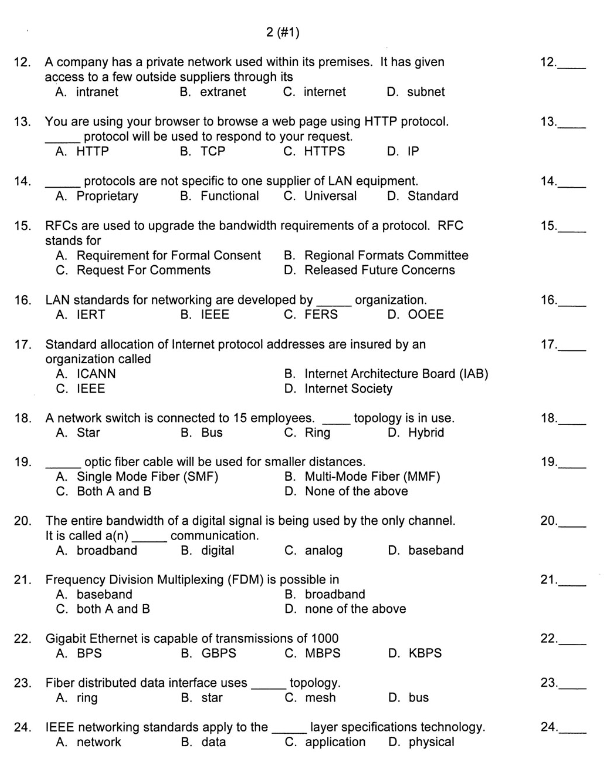 2 (#1)
12. A company has a private network used within its premises. It has given 12.____
access to a few outside suppliers through its
A. intranet B. extranet C. internet D. subnet
13. You are using your browser to browse a web page using HTTP protocol. 13.____
_____ protocol will be used to respond to your request.
A. HTTP B. TCP C. HTTPS D. IP
14. _____ protocols are not specific to one supplier of LAN equipment. 14.____
A. Proprietary B. Functional C. Universal D. Standard
15. RFCs are used to upgrade the bandwidth requirements of a protocol. RFC 15.____
stands for
A. Requirement for Formal Consent B. Regional Formats Committee
C. Request For Comments D. Released Future Concerns
16. LAN standards for networking are developed by _____ organization. 16.____
A. IERT B. IEEE C. FERS D. OOEE
17. Standard allocation of Internet protocol addresses are insured by an 17.____
organization called
A. ICANN B. Internet Architecture Board (IAB)
C. IEEE D. Internet Society
18. A network switch is connected to 15 employees. ____ topology is in use. 18.____
A. Star B. Bus C. Ring D. Hybrid
19. _____ optic fiber cable will be used for smaller distances. 19.____
A. Single Mode Fiber (SMF) B. Multi-Mode Fiber (MMF)
C. Both A and B D. None of the above
20. The entire bandwidth of a digital signal is being used by the only channel. 20.____
It is called a(n) _____ communication.
A. broadband B. digital C. analog D. baseband
21. Frequency Division Multiplexing (FDM) is possible in 21.____
A. baseband B. broadband
C. both A and B D. none of the above
22. Gigabit Ethernet is capable of transmissions of 1000 22.____
A. BPS B. GBPS C. MBPS D. KBPS
23. Fiber distributed data interface uses _____ topology. 23.____
A. ring B. star C. mesh D. bus
24. IEEE networking standards apply to the _____ layer specifications technology. 24.____
A. network B. data C. application D. physical